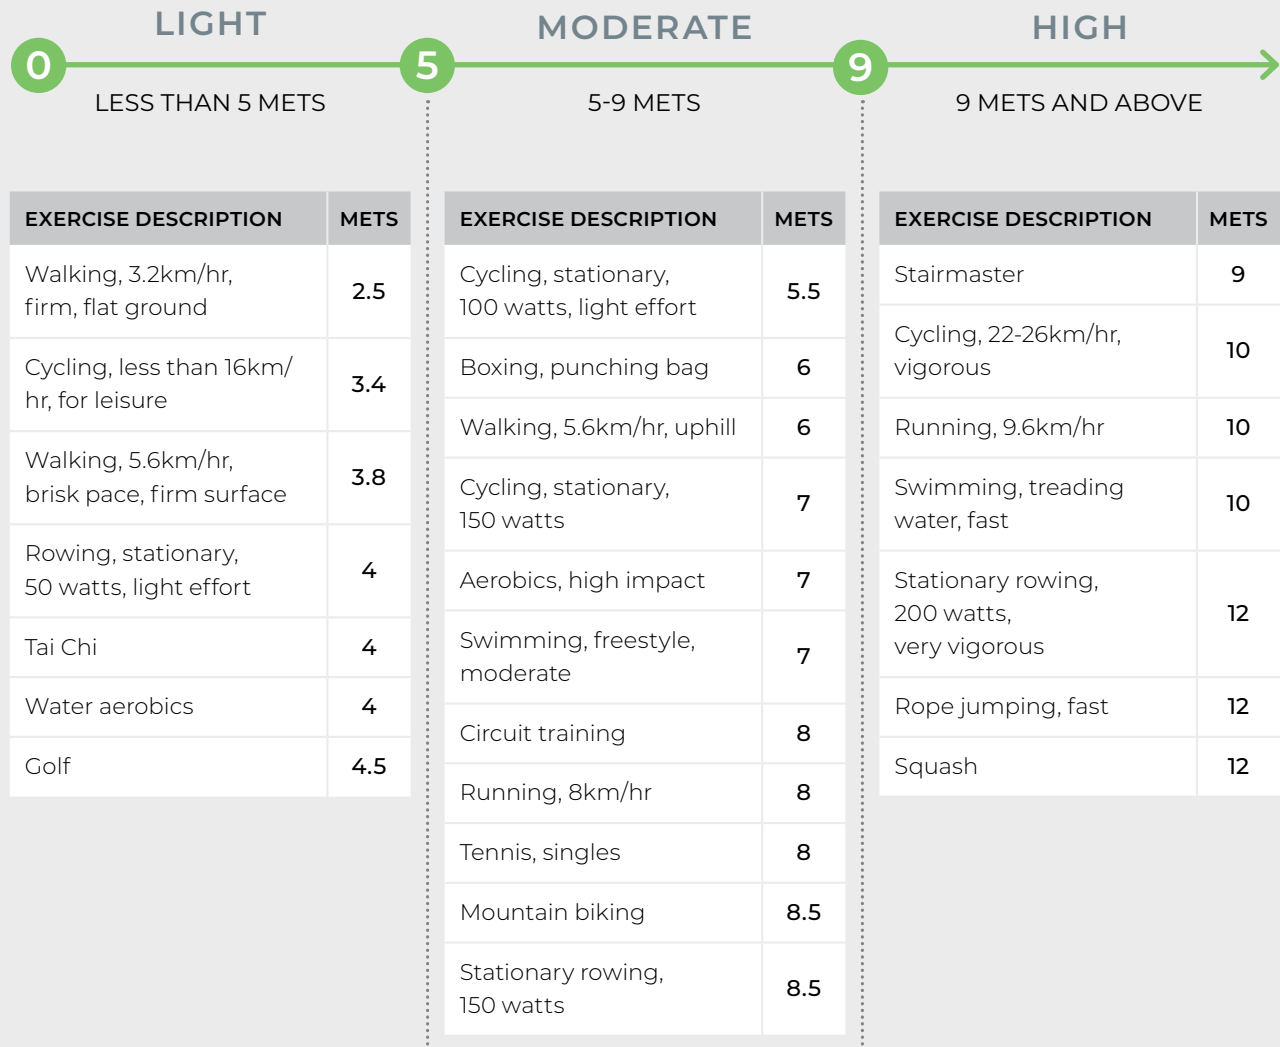 LIGHT
MODERATE
HIGH
0
5
9
LESS THAN 5 METS
5-9 METS
9 METS AND ABOVE
EXERCISE DESCRIPTION METS
Walking, 3.2km/hr,
firm, flat ground
2.5
Cycling, less than 16km/
hr, for leisure
3.4
Walking, 5.6km/hr,
brisk pace, firm surface
3.8
Rowing, stationary,
50 watts, light effort
4
Tai Chi 4
Water aerobics 4
Golf 4.5
EXERCISE DESCRIPTION METS
Cycling, stationary,
100 watts, light effort
5.5
Boxing, punching bag 6
Walking, 5.6km/hr, uphill 6
Cycling, stationary,
150 watts
7
Aerobics, high impact 7
Swimming, freestyle,
moderate
7
Circuit training 8
Running, 8km/hr 8
Tennis, singles 8
Mountain biking 8.5
Stationary rowing,
150 watts
8.5
EXERCISE DESCRIPTION METS
Stairmaster 9
Cycling, 22-26km/hr,
vigorous
10
Running, 9.6km/hr 10
Swimming, treading
water, fast
10
Stationary rowing,
200 watts,
very vigorous
12
Rope jumping, fast 12
Squash 12